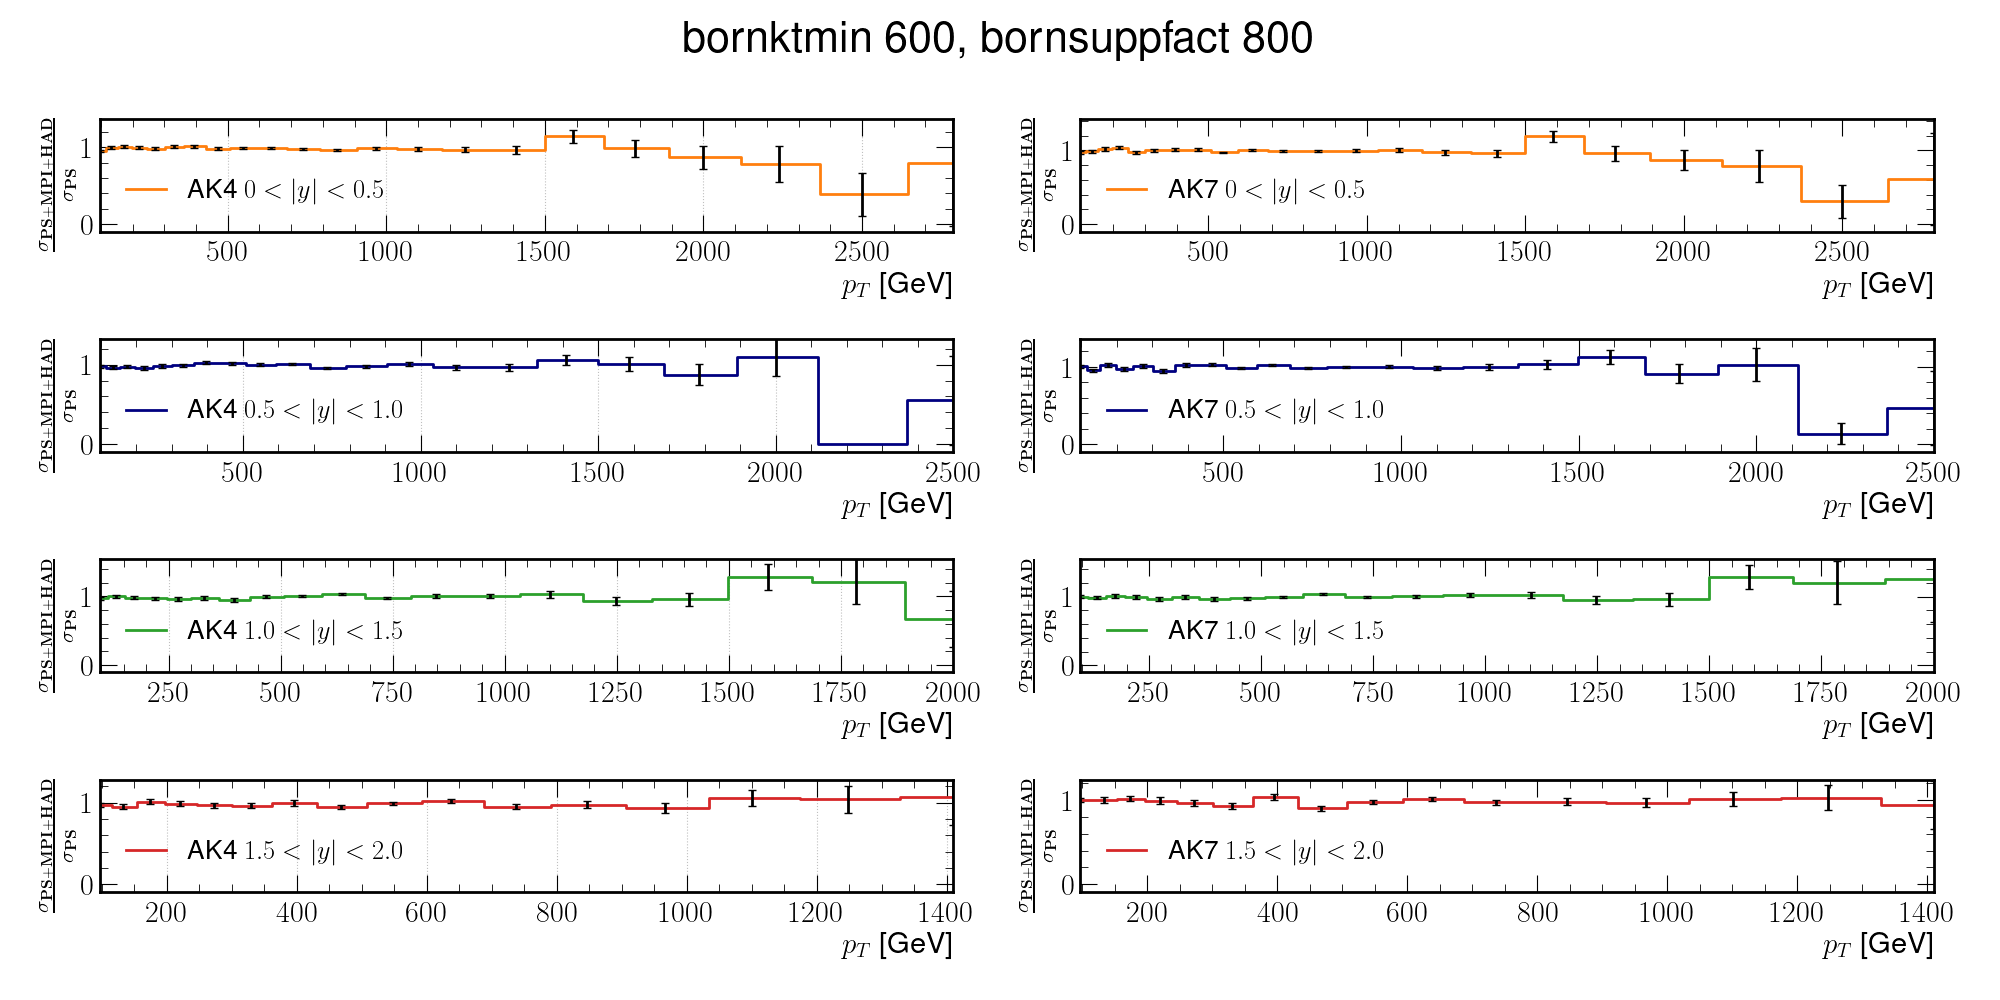 bornktmin 600, bornsuppfact 800
σPS+MPI+HAD
σPS
1
0
AK4 0 < |y| < 0.5
500 1000 1500 2000 2500
pT [GeV]
σPS+MPI+HAD
σPS
1
0
AK7 0 < |y| < 0.5
500 1000 1500 2000 2500
pT [GeV]
σPS+MPI+HAD
σPS
1
0
AK4 0.5 < |y| < 1.0
500 1000 1500 2000 2500
pT [GeV]
σPS+MPI+HAD
σPS
1
0
AK7 0.5 < |y| < 1.0
500 1000 1500 2000 2500
pT [GeV]
σPS+MPI+HAD
σPS
1
0
AK4 1.0 < |y| < 1.5
250 500 750 1000 1250 1500 1750 2000
pT [GeV]
σPS+MPI+HAD
σPS
1
0
AK7 1.0 < |y| < 1.5
250 500 750 1000 1250 1500 1750 2000
pT [GeV]
σPS+MPI+HAD
σPS
1
0
AK4 1.5 < |y| < 2.0
200 400 600 800 1000 1200 1400
pT [GeV]
σPS+MPI+HAD
σPS
1
0
AK7 1.5 < |y| < 2.0
200 400 600 800 1000 1200 1400
pT [GeV]